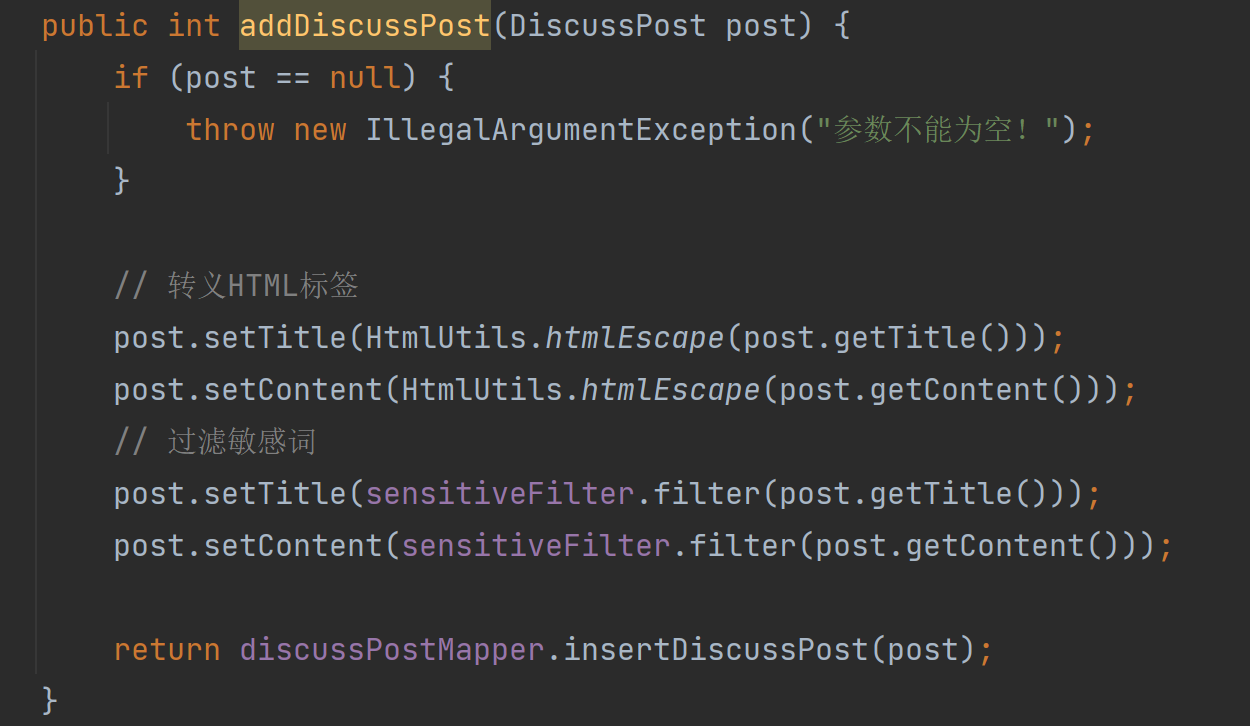 public int addDiscussPost(DiscussPost post) {
if (post == null) {
throw new IllegalArgumentException("参数不能为空！");
}
// 转义HTML标签
post.setTitle(HtmlUtils.htmlEscape(post.getTitle()));
post.setContent(HtmlUtils.htmlEscape(post.getContent()));
// 过滤敏感词
post.setTitle(sensitiveFilter.filter(post.getTitle()));
post.setContent(sensitiveFilter.filter(post.getContent()));
return discussPostMapper.insertDiscussPost(post);
}